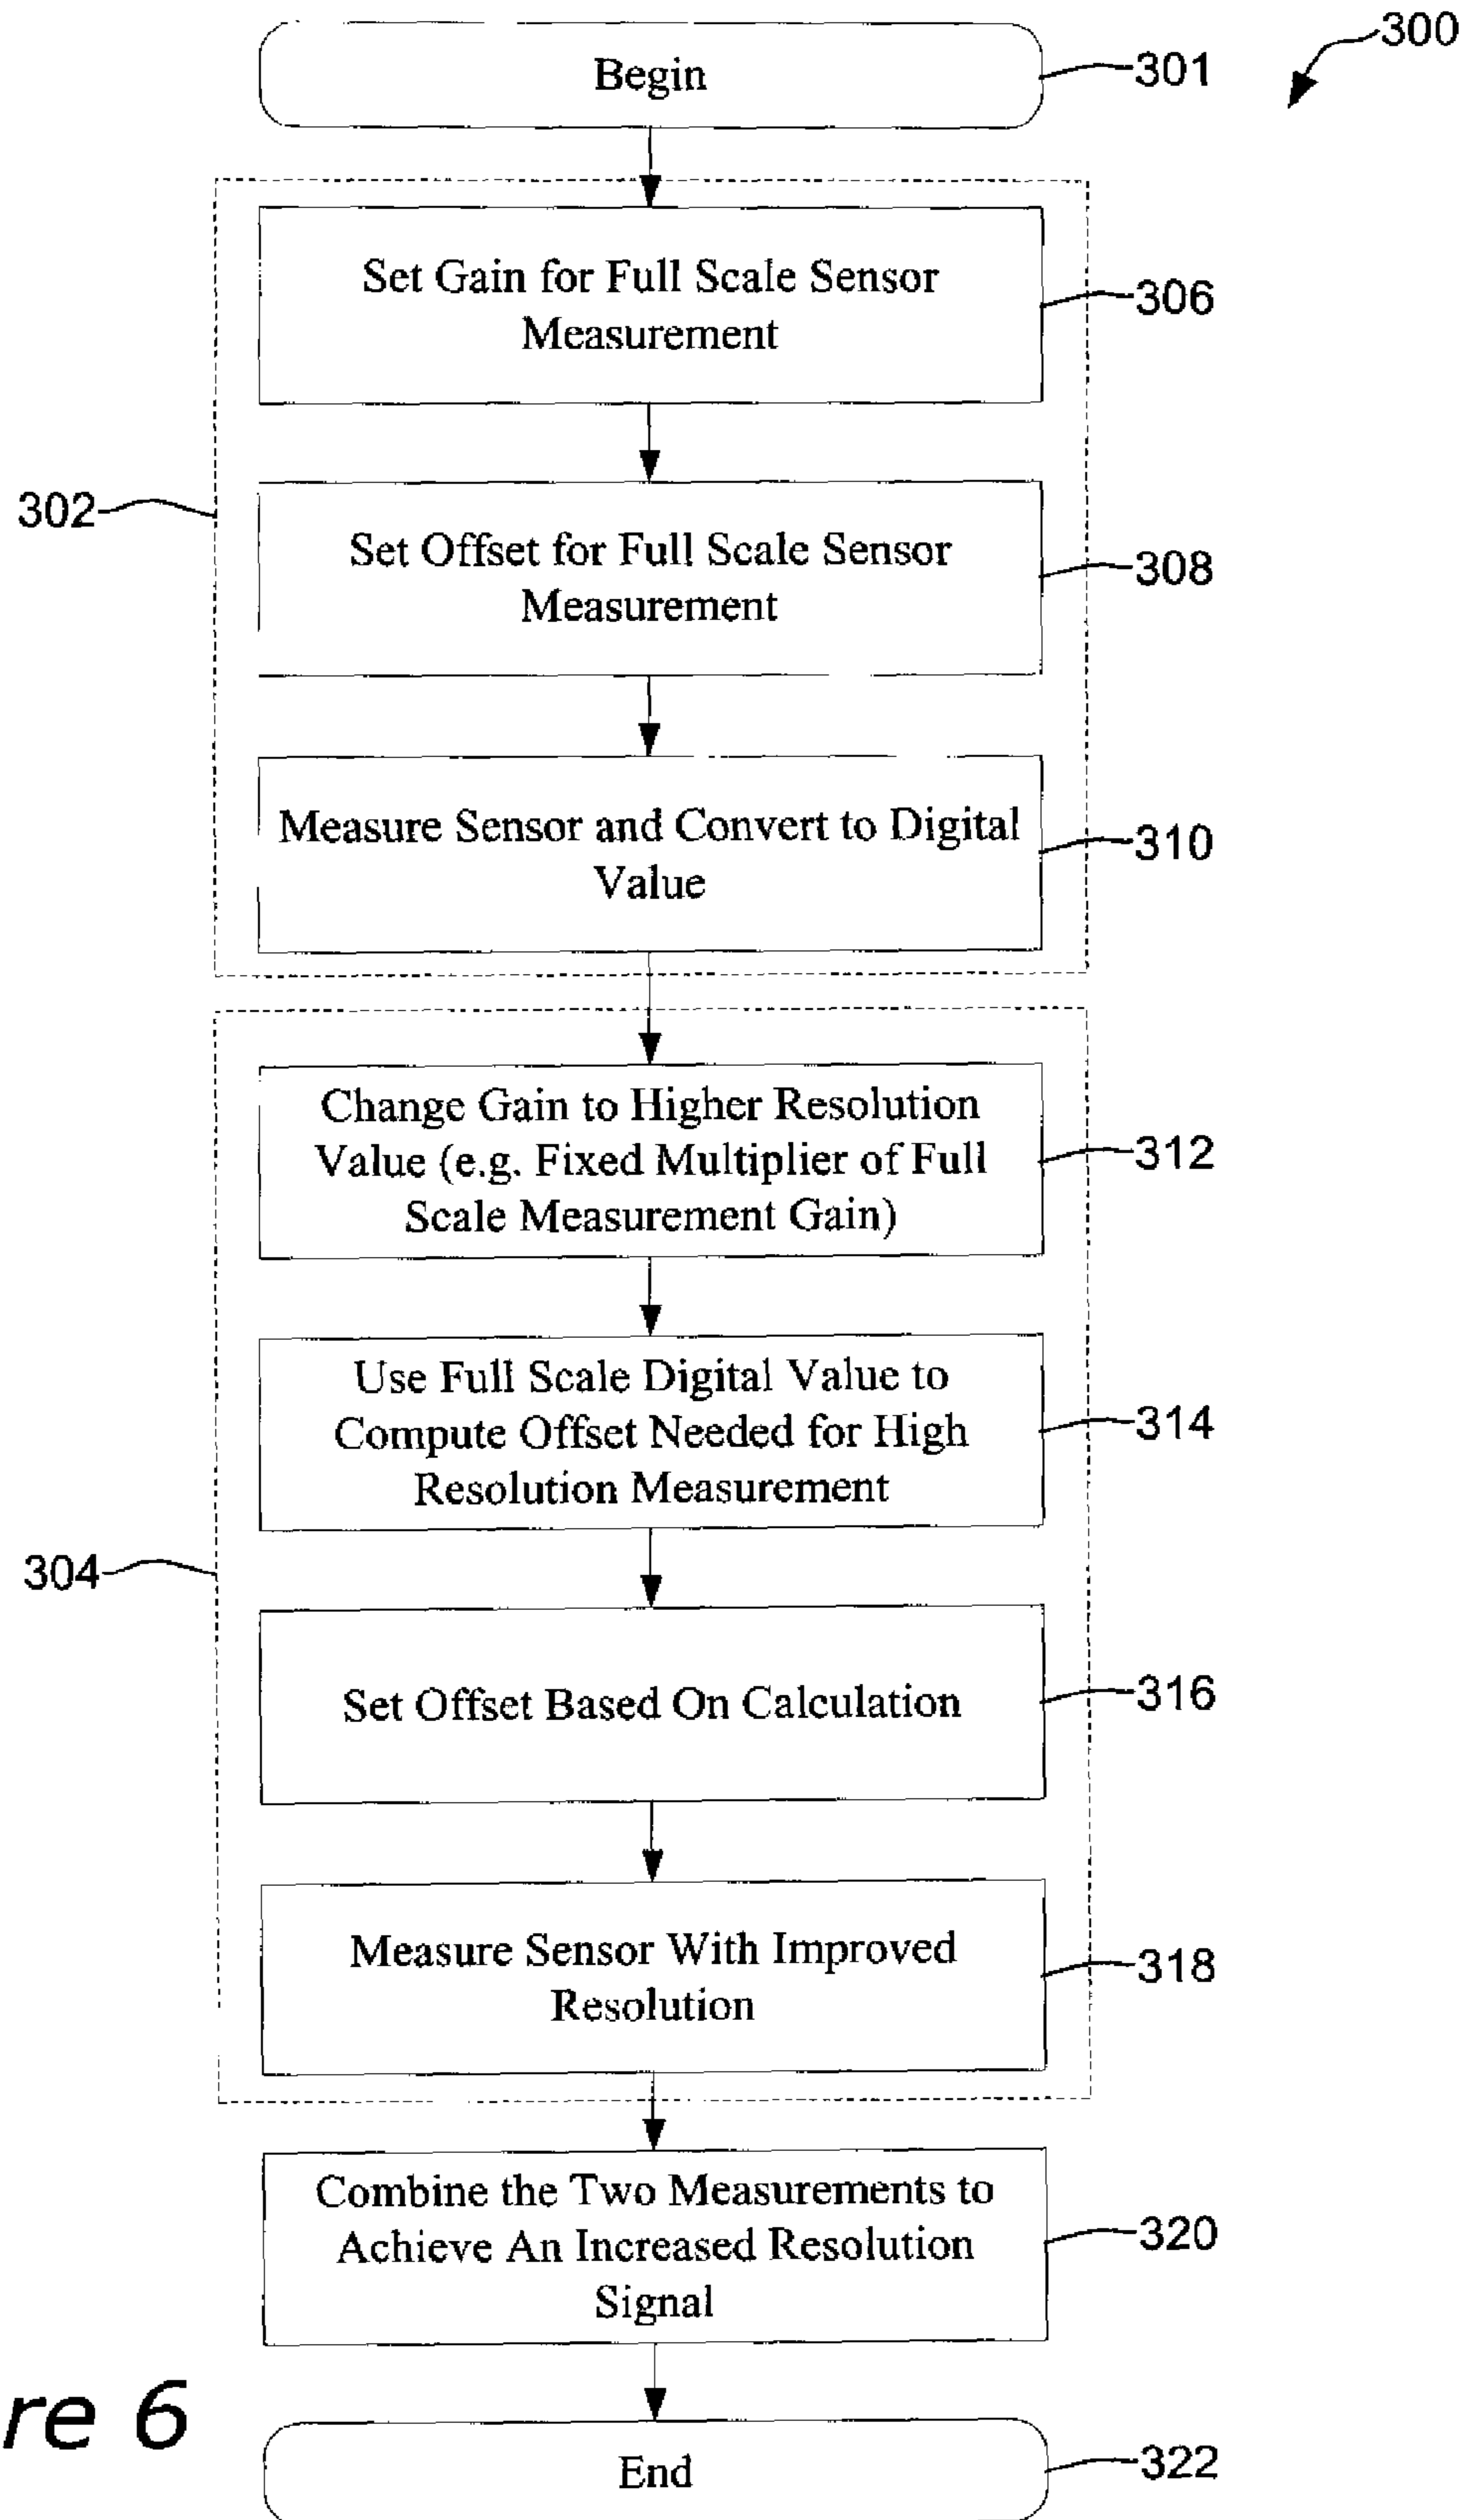 300
Begin
301
Set Gain for Full Scale Sensor
Measurement
306
302
Set Offset for Full Scale Sensor
Measurement
308
Measure Sensor and Convert to Digital
Value
310
Change Gain to Higher Resolution
Value (e.g. Fixed Multiplier of Full
Scale Measurement Gain)
312
Use Full Scale Digital Value to
Compute Offset Needed for High
Resolution Measurement
314
304
Set Offset Based On Calculation
316
Measure Sensor With Improved
Resolution
318
Combine the Two Measurements to
Achieve An Increased Resolution
Signal
320
re 6
End
322